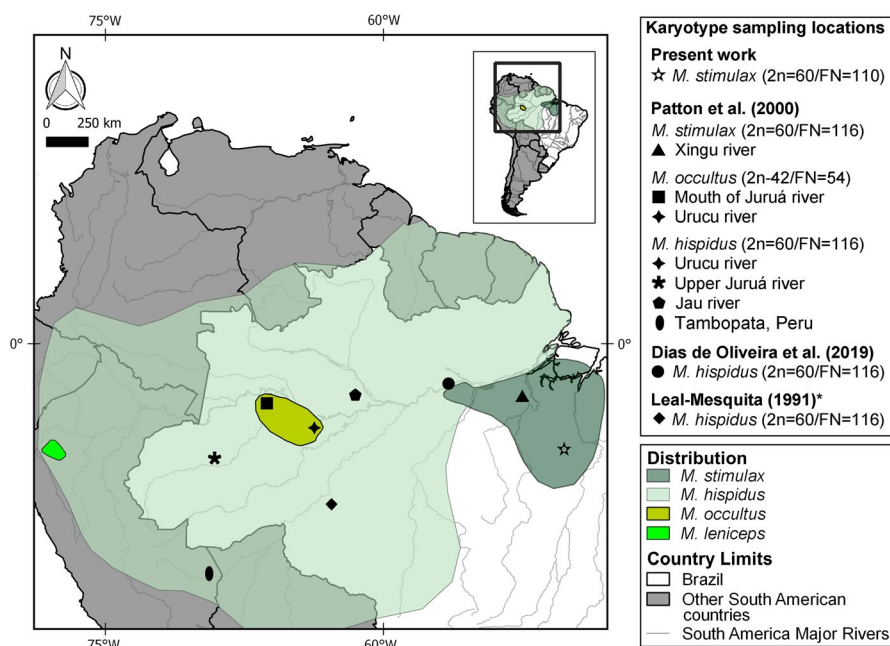 75°W
60°W
N
0
250 km
0°
0°
75°W
60°W
Karyotype sampling locations
Present work
M. stimulax (2n=60/FN=110)
Patton et al. (2000)
M. stimulax (2n=60/FN=116)
Xingu river
M. occultus (2n-42/FN=54)
Mouth of Juruá river
Urucu river
M. hispidus (2n=60/FN=116)
Urucu river
Upper Juruá river
Jau river
Tambopata, Peru
Dias de Oliveira et al. (2019)
M. hispidus (2n=60/FN=116)
Leal-Mesquita (1991)*
M. hispidus (2n=60/FN=116)
Distribution
M. stimulax
M. hispidus
M. occultus
M. leniceps
Country Limits
Brazil
Other South American
countries
South America Major Rivers